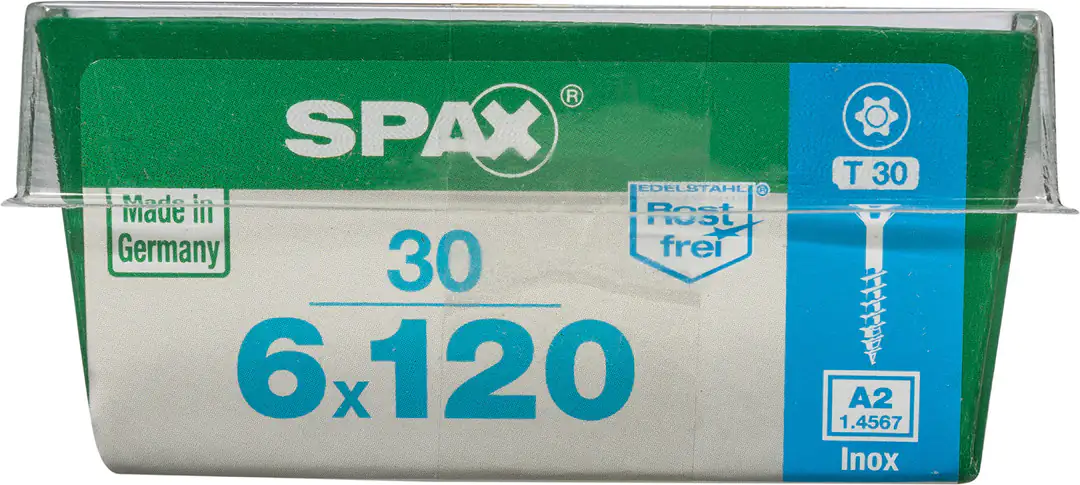 SPAX®
T 30
Made in
Germany
EDELSTAHL®
Rost
frei
30
6x120
A2
1.4567
Inox